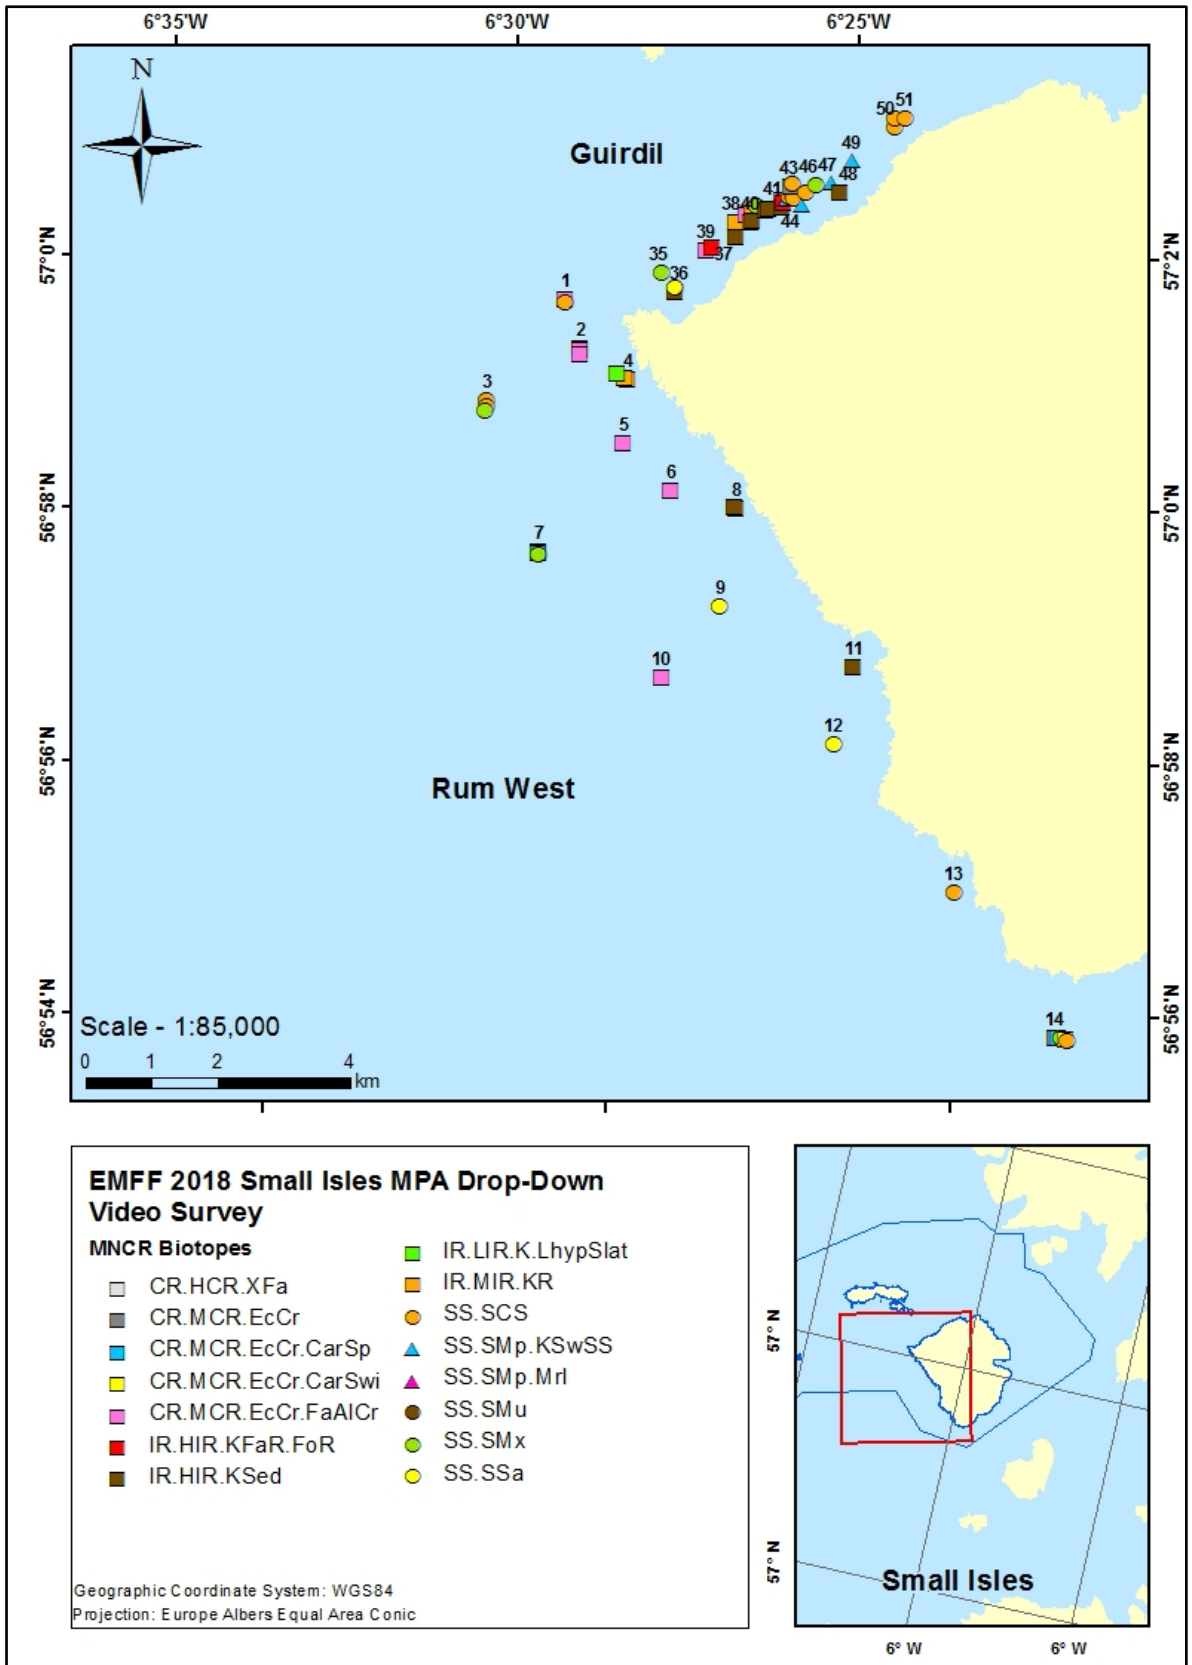 6°35'W
6°30'W
6°25'W
N
Guirdil
50
51
49
43
46
47
48
41
38
40
44
39
37
35
36
57°0'N
57°2'N
1
2
4
3
5
6
8
56°58'N
57°0'N
7
9
10
11
12
56°56'N
56°58'N
Rum West
13
56°54'N
56°56'N
14
Scale - 1:85,000
0 1 2 4
km
EMFF 2018 Small Isles MPA Drop-Down
Video Survey
MNCR Biotopes
CR.HCR.XFa
CR.MCR.EcCr
CR.MCR.EcCr.CarSp
CR.MCR.EcCr.CarSwi
CR.MCR.EcCr.FaAlCr
IR.HIR.KFaR.FoR
IR.HIR.KSed
IR.LIR.K.LhypSlat
IR.MIR.KR
SS.SCS
SS.SMp.KSwSS
SS.SMp.Mrl
SS.SMu
SS.SMx
SS.SSa
Geographic Coordinate System: WGS84
Projection: Europe Albers Equal Area Conic
57° N
57° N
Small Isles
6° W
6° W